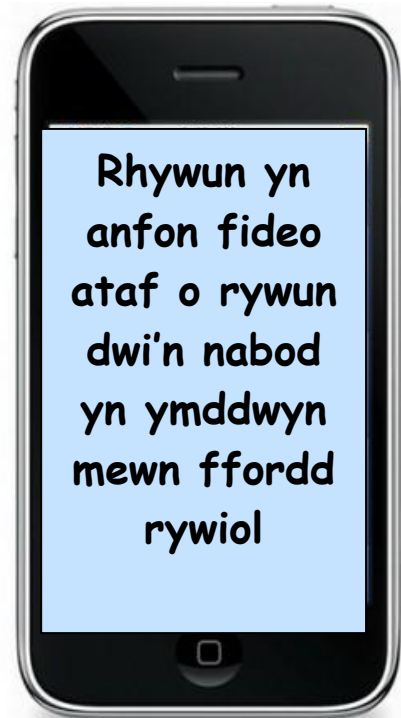 Rhywun yn
anfon fideo
ataf o rywun
dwi'n nabod
yn ymddwyn
mewn ffordd
rywiol